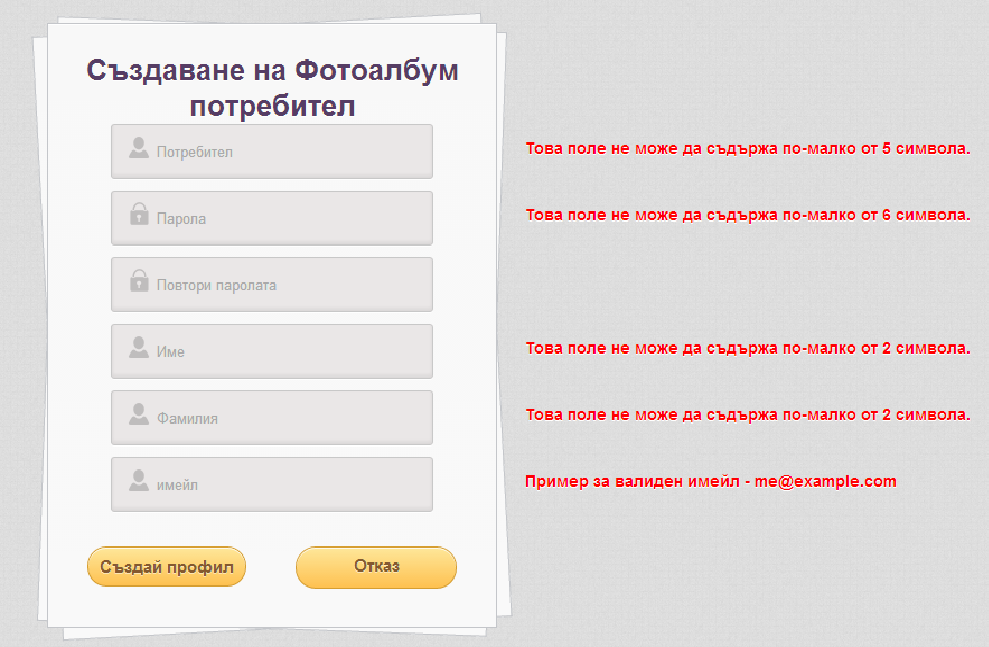 Създаване на Фотоалбум
потребител
Потребител
Това поле не може да съдържа по-малко от 5 символа.
Парола
Това поле не може да съдържа по-малко от 6 символа.
Повтори паролата
Име
Това поле не може да съдържа по-малко от 2 символа.
Фамилия
Това поле не може да съдържа по-малко от 2 символа.
имейл
Пример за валиден имейл - me@example.com
Създай профил
Отказ